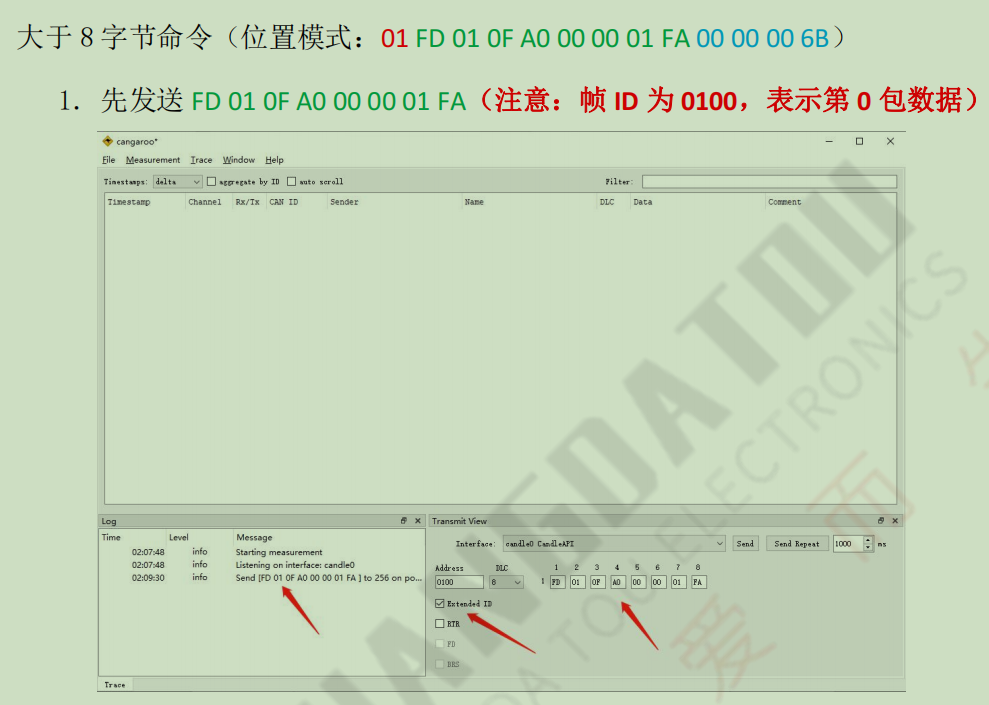 大于 8 字节命令（位置模式：01 FD 01 0F A0 00 00 01 FA 00 00 00 6B）
1. 先发送 FD 01 0F A0 00 00 01 FA（注意：帧 ID 为 0100，表示第 0 包数据）
cangaroo*
File Measurement Trace Window Help
Timestamps: delta aggregate by ID auto scroll Filter:
Timestamp Channel Rx/Tx CAN ID Sender Name DLC Data Comment
Log
Time Level Message
02:07:48 info Starting measurement
02:07:48 info Listening on interface: candle0
02:09:30 info Send [FD 01 0F A0 00 00 01 FA ] to 256 on po...
Transmit View
Interface: candle0 CandleAPI Send Send Repeat 1000 ms
Address DLC 1 2 3 4 5 6 7 8
0100 8 1 FD 01 0F A0 00 00 01 FA
Extended ID
RTR
FD
BRS
Trace